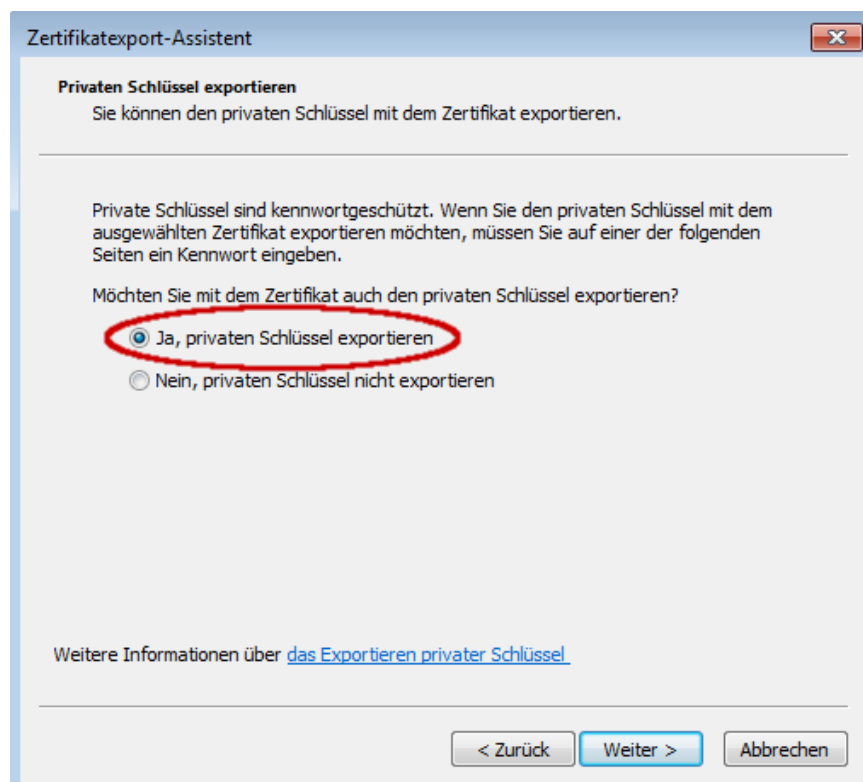 Zertifikatexport-Assistent
Privaten Schlüssel exportieren
Sie können den privaten Schlüssel mit dem Zertifikat exportieren.
Private Schlüssel sind kennwortgeschützt. Wenn Sie den privaten Schlüssel mit dem
ausgewählten Zertifikat exportieren möchten, müssen Sie auf einer der folgenden
Seiten ein Kennwort eingeben.
Möchten Sie mit dem Zertifikat auch den privaten Schlüssel exportieren?
Ja, privaten Schlüssel exportieren
Nein, privaten Schlüssel nicht exportieren
Weitere Informationen über das Exportieren privater Schlüssel
< Zurück Weiter > Abbrechen